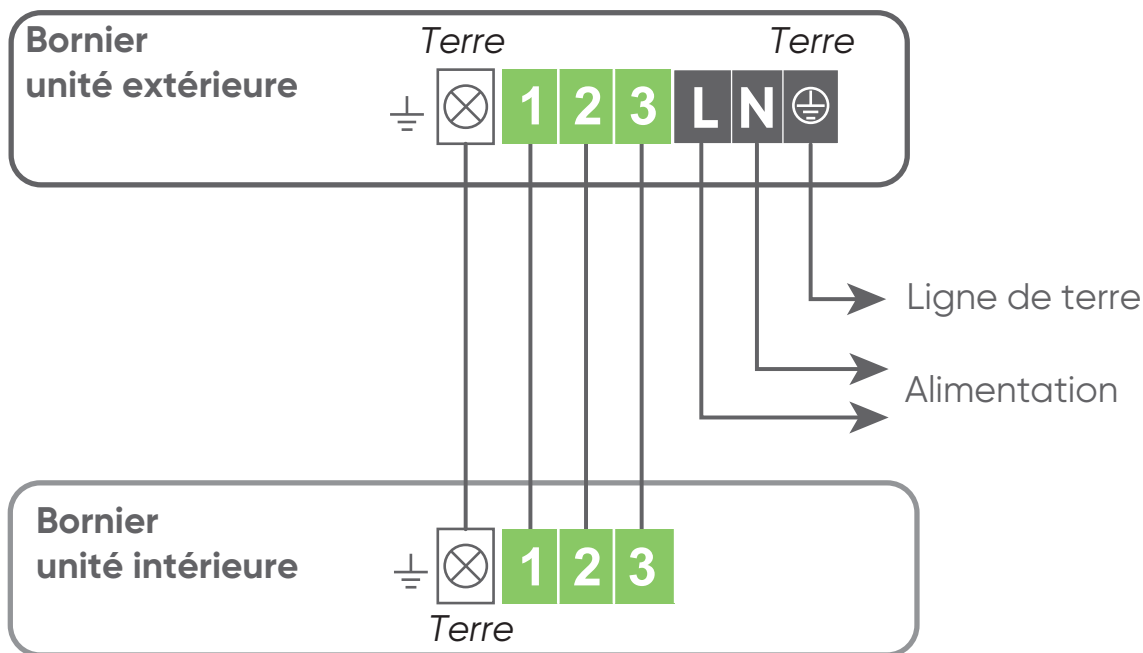 Bornier
unité extérieure
Terre
Terre
1 2 3 L N
Ligne de terre
Alimentation
Bornier
unité intérieure
1 2 3
Terre